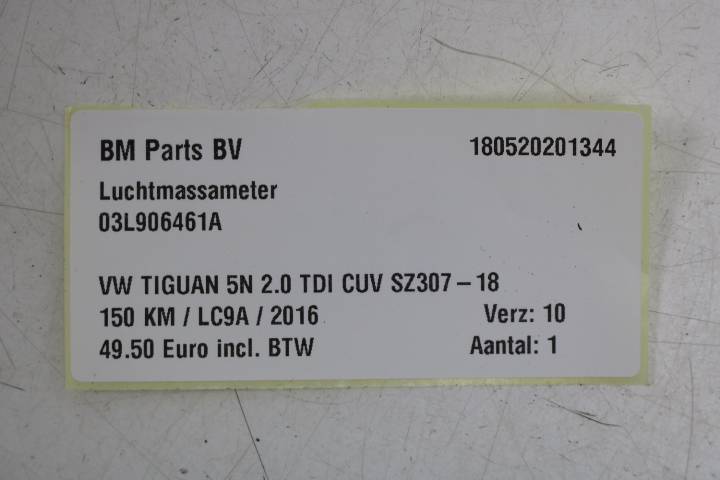 BM Parts BV 180520201344
Luchtmassameter
03L906461A
VW TIGUAN 5N 2.0 TDI CUV SZ307-18
150 KM / LC9A / 2016 Verz: 10
49.50 Euro incl. BTW Aantal: 1